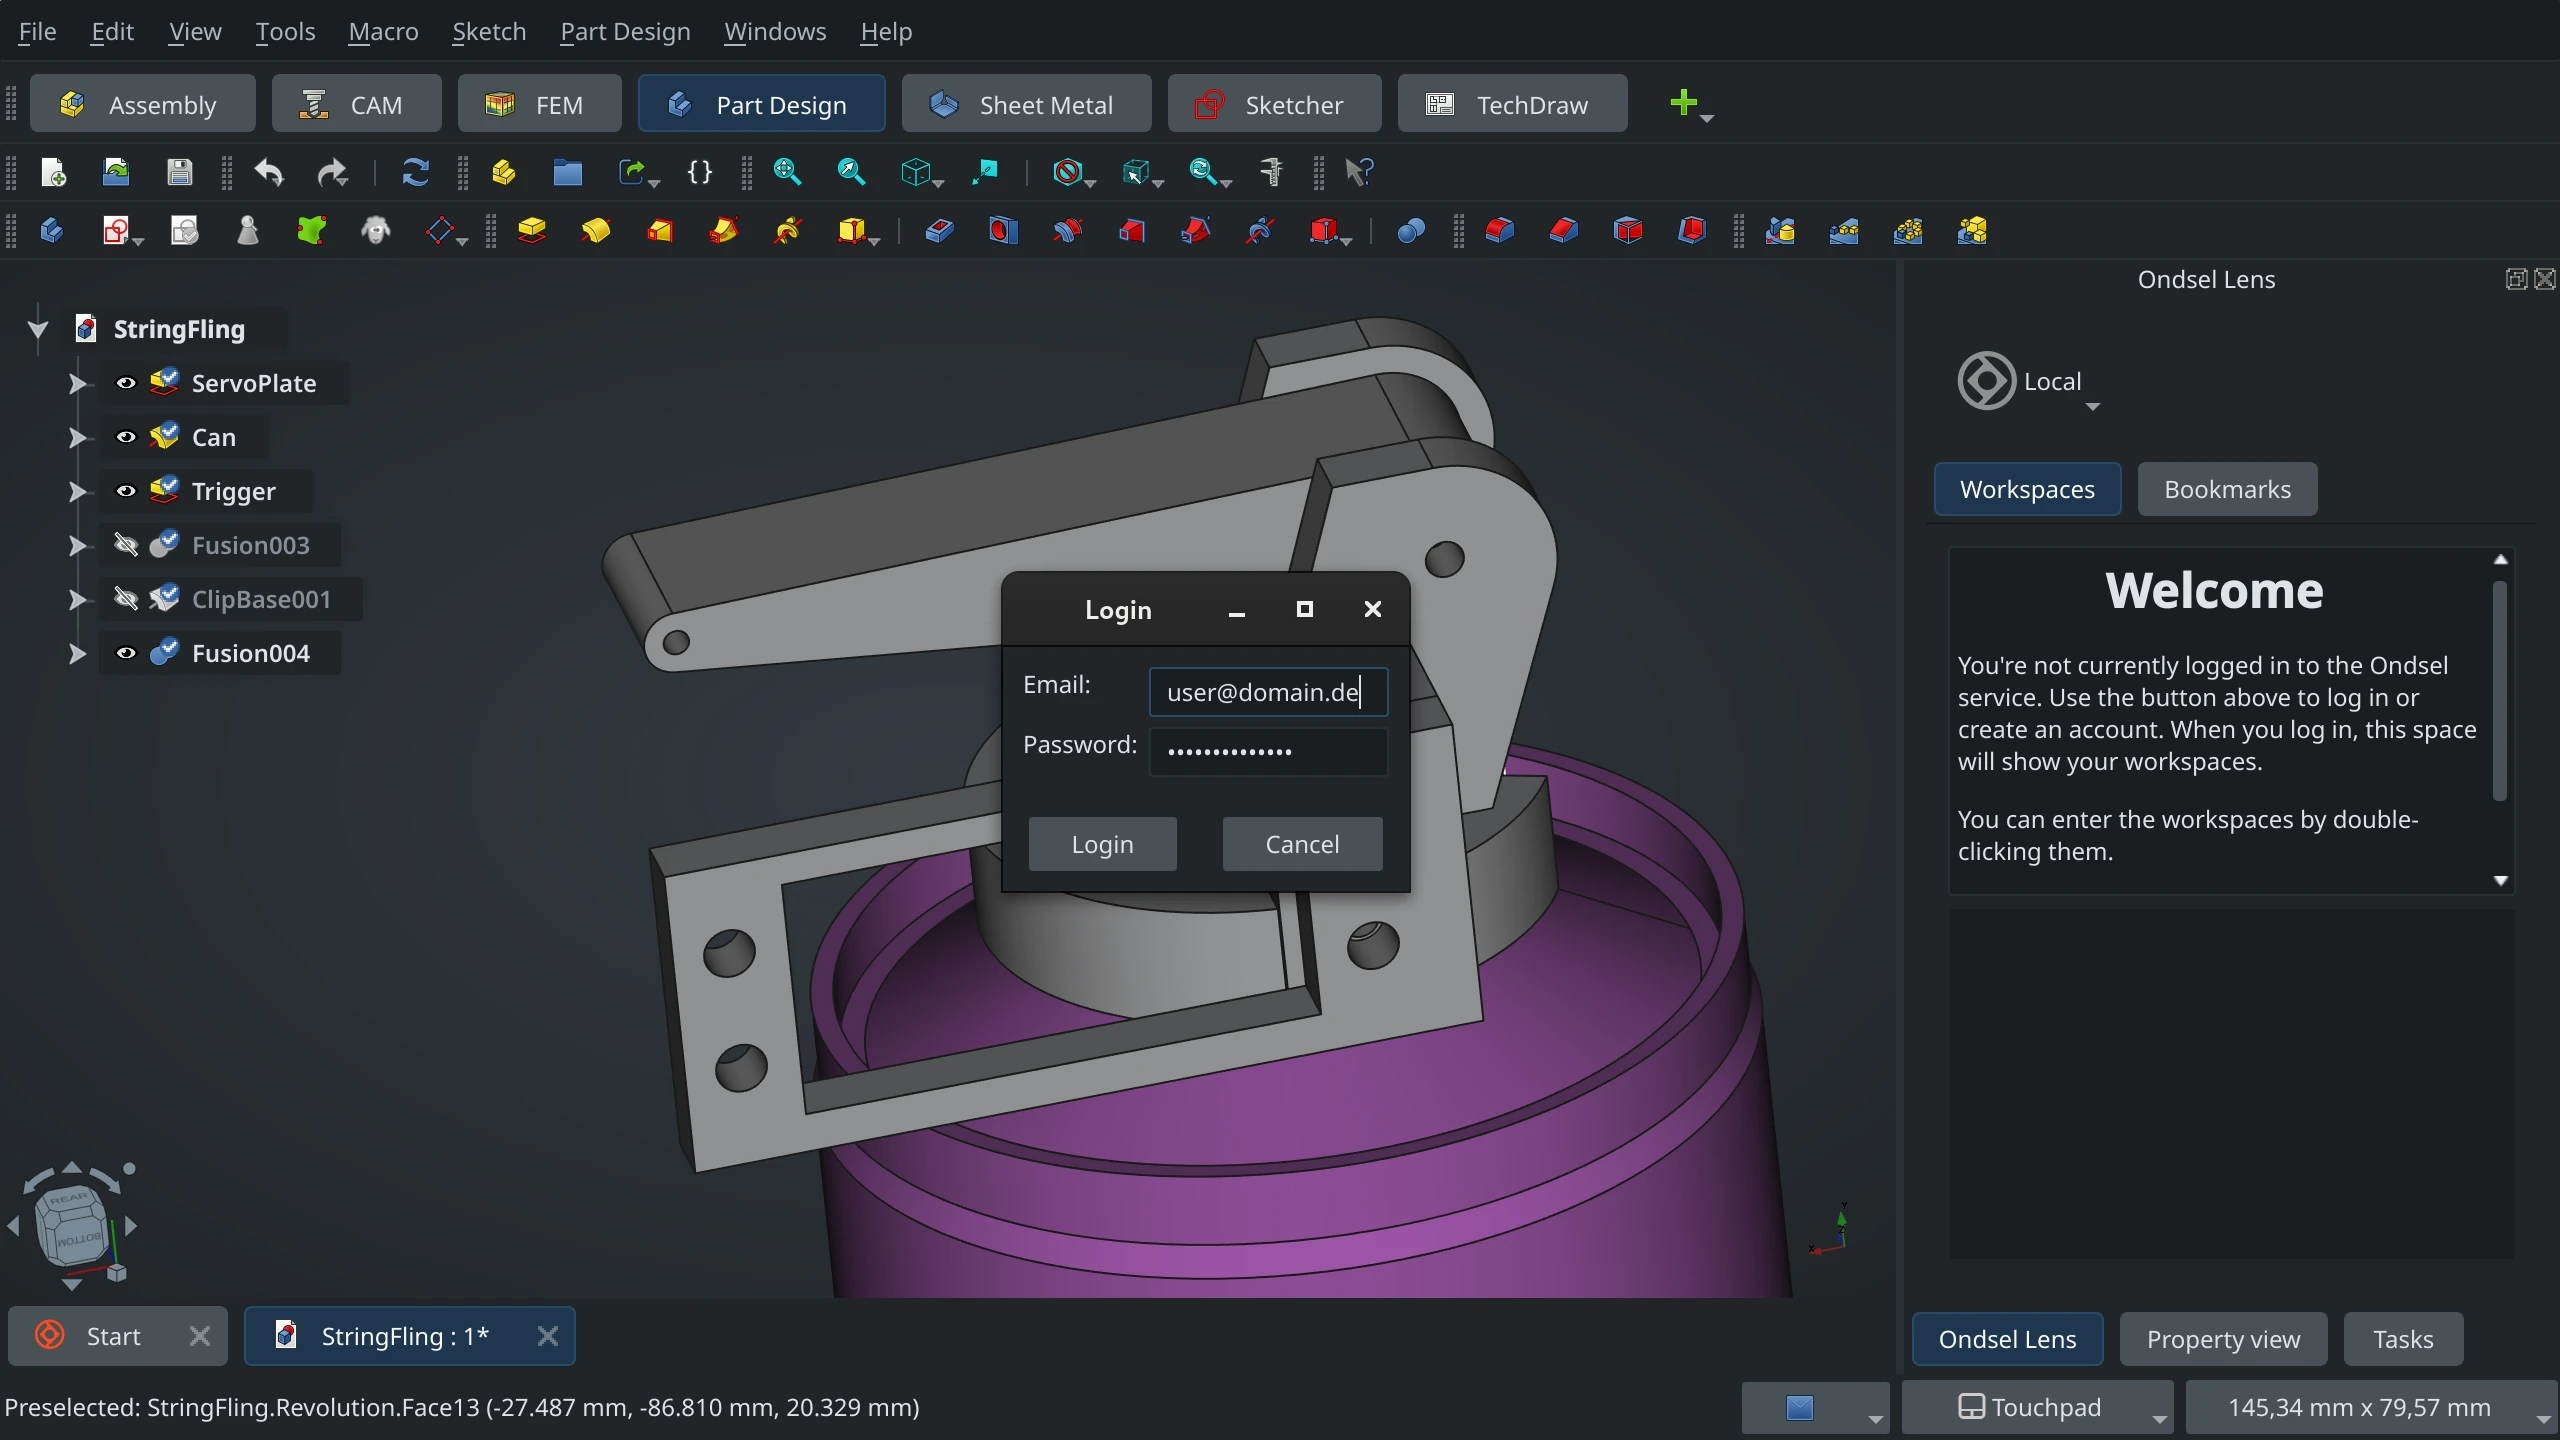 File Edit View Tools Macro Sketch Part Design Windows Help
Assembly CAM FEM Part Design Sheet Metal Sketcher TechDraw
Ondsel Lens
StringFling
ServoPlate
Can
Trigger
Fusion003
ClipBase001
Fusion004
Local
Workspaces Bookmarks
Welcome
You're not currently logged in to the Ondsel
service. Use the button above to log in or
create an account. When you log in, this space
will show your workspaces.
You can enter the workspaces by double-
clicking them.
Login
Email: user@domain.de
Password: ••••••••••••••
Login Cancel
REAR
BOTTOM
Y
Z
X
Start StringFling : 1*
Ondsel Lens Property view Tasks
Preselected: StringFling.Revolution.Face13 (-27.487 mm, -86.810 mm, 20.329 mm)
Touchpad 145,34 mm x 79,57 mm